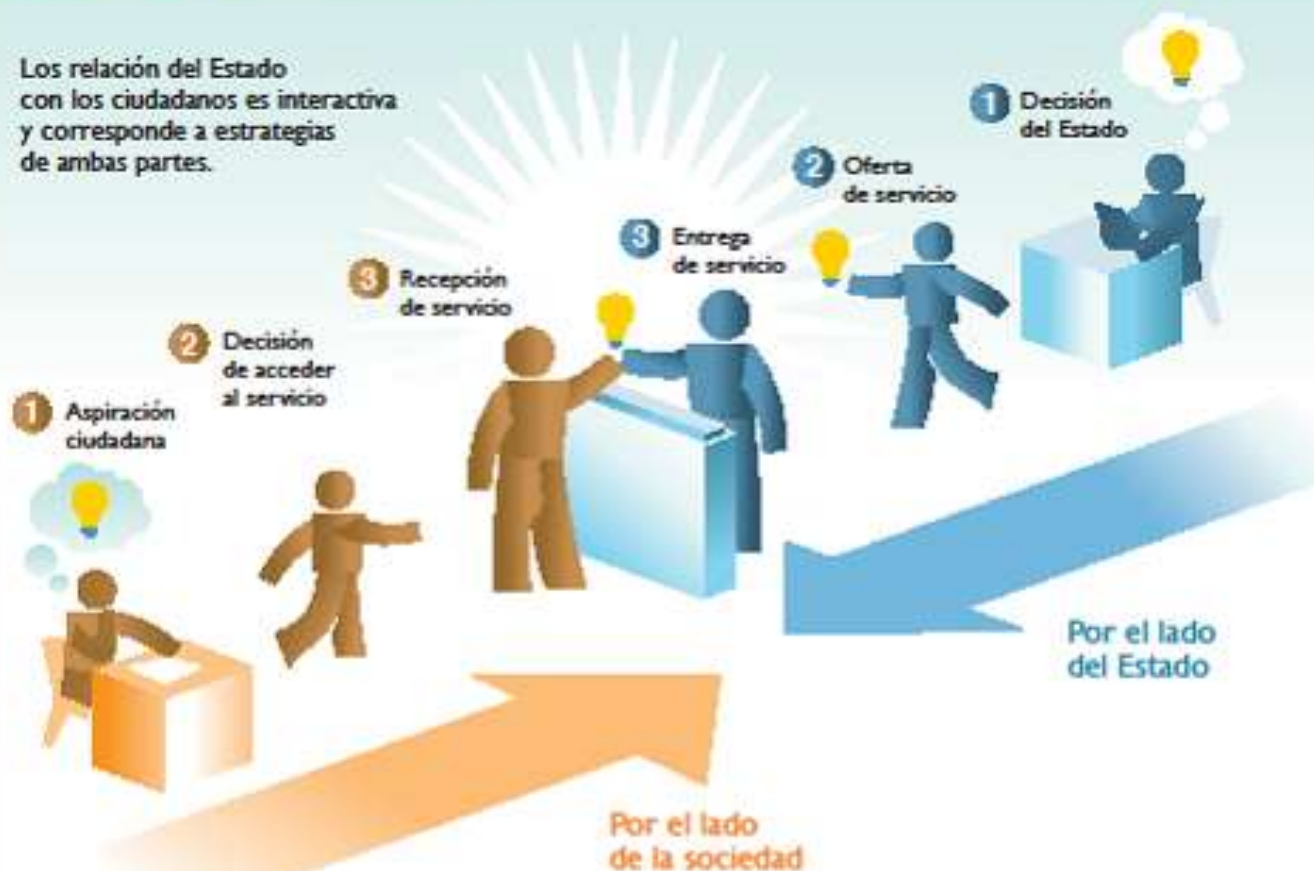 Los relación del Estado
con los ciudadanos es interactiva
y corresponde a estrategias
de ambas partes.
1 Decisión
del Estado
2 Oferta
de servicio
3 Entrega
de servicio
3 Recepción
de servicio
2 Decisión
de acceder
al servicio
1 Aspiración
ciudadana
Por el lado
del Estado
Por el lado
de la sociedad